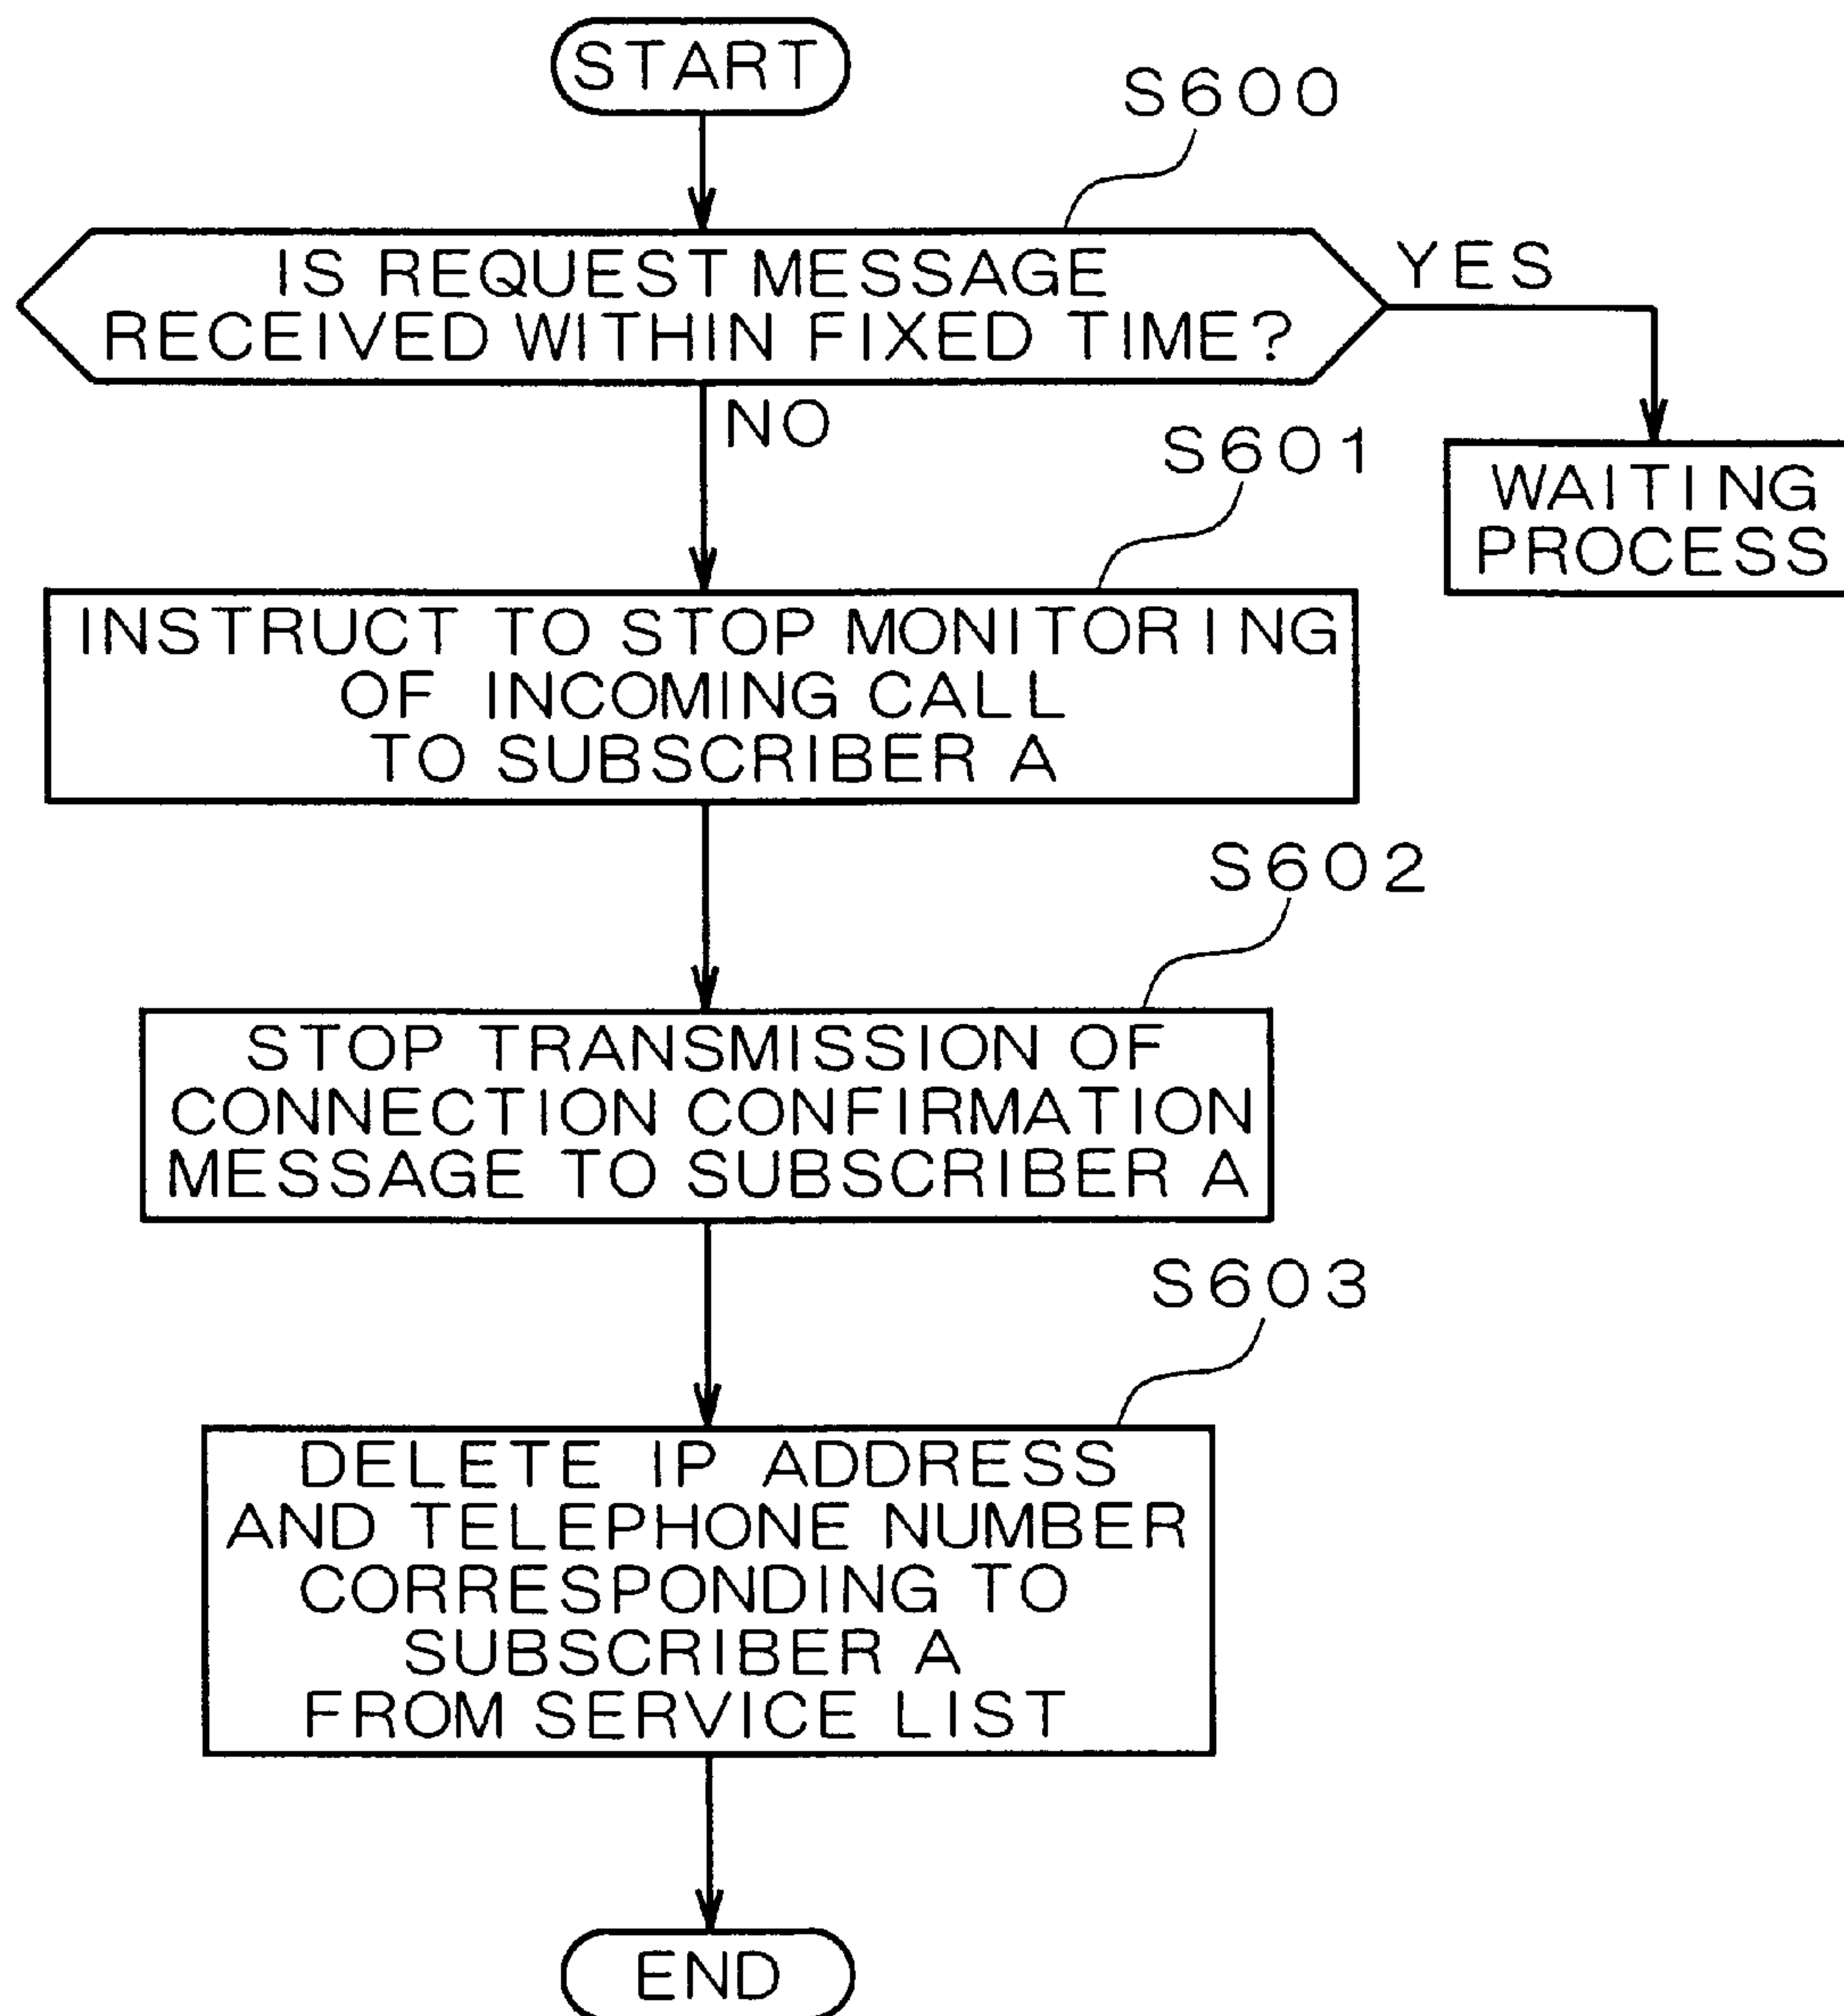 START
S600
IS REQUEST MESSAGE
RECEIVED WITHIN FIXED TIME?
YES
NO
S601
WAITING
PROCESS
INSTRUCT TO STOP MONITORING
OF INCOMING CALL
TO SUBSCRIBER A
S602
STOP TRANSMISSION OF
CONNECTION CONFIRMATION
MESSAGE TO SUBSCRIBER A
S603
DELETE IP ADDRESS
AND TELEPHONE NUMBER
CORRESPONDING TO
SUBSCRIBER A
FROM SERVICE LIST
END